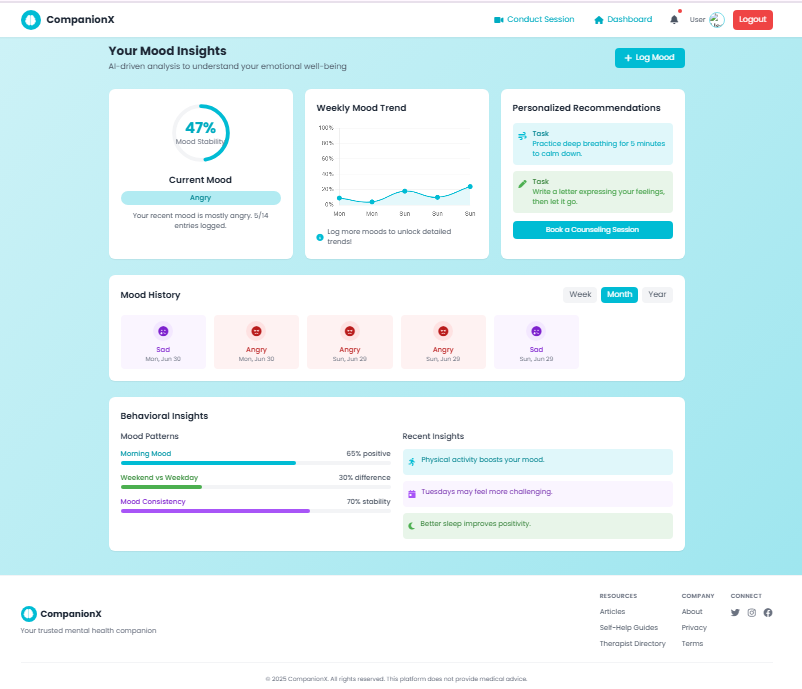 CompanionX
Conduct Session
Dashboard
User
Logout
Your Mood Insights
AI-driven analysis to understand your emotional well-being
Log Mood
47%
Mood Stability
Current Mood
Angry
Your recent mood is mostly angry. 5/14
entries logged.
Weekly Mood Trend
100%
80%
60%
40%
20%
0%
Mon Mon Sun Sun Sun
Log more moods to unlock detailed
trends!
Personalized Recommendations
Task
Practice deep breathing for 5 minutes
to calm down.
Task
Write a letter expressing your feelings,
then let it go.
Book a Counseling Session
Mood History
Week Month Year
Sad
Mon, Jun 30
Angry
Mon, Jun 30
Angry
Sun, Jun 29
Angry
Sun, Jun 29
Sad
Sun, Jun 29
Behavioral Insights
Mood Patterns
Morning Mood 65% positive
Weekend vs Weekday 30% difference
Mood Consistency 70% stability
Recent Insights
Physical activity boosts your mood.
Tuesdays may feel more challenging.
Better sleep improves positivity.
CompanionX
Your trusted mental health companion
RESOURCES
Articles
Self-Help Guides
Therapist Directory
COMPANY
About
Privacy
Terms
CONNECT
© 2025 CompanionX. All rights reserved. This platform does not provide medical advice.